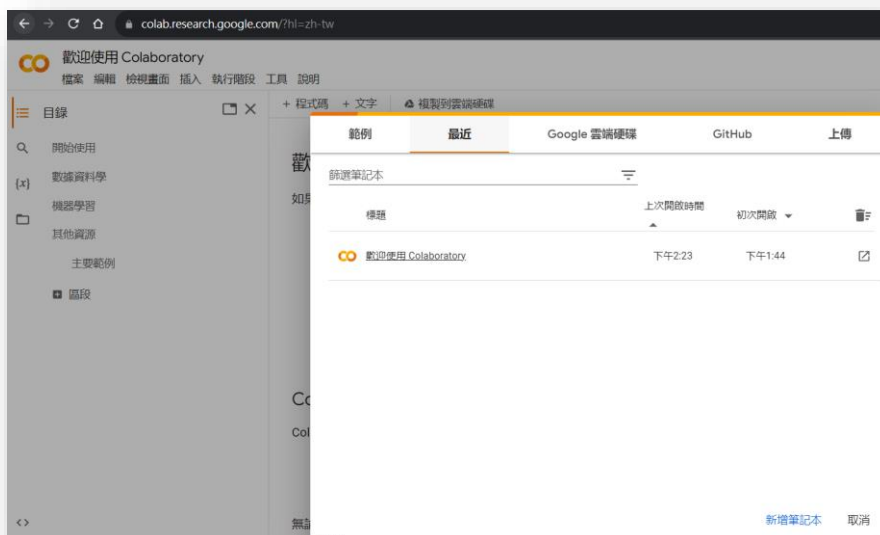 colab.research.google.com/?hl=zh-tw
歡迎使用 Colaboratory
檔案 編輯 檢視畫面 插入 執行階段 工具 說明
目錄
+ 程式碼 + 文字 複製到雲端硬碟
開始使用
數據資料學
機器學習
其他資源
主要範例
+ 區段
{x}
<>
歡
如
Co
Col
範例 最近 Google 雲端硬碟 GitHub 上傳
篩選筆記本
標題 上次開啟時間 初次開啟
歡迎使用 Colaboratory 下午2:23 下午1:44
新增筆記本 取消